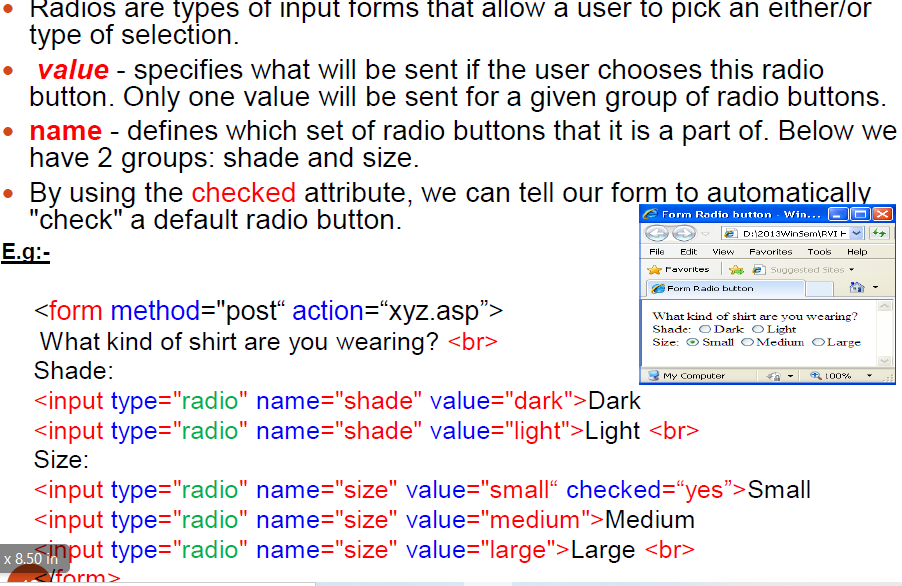 Radios are types of input forms that allow a user to pick an either/or
type of selection.
value - specifies what will be sent if the user chooses this radio
button. Only one value will be sent for a given group of radio buttons.
name - defines which set of radio buttons that it is a part of. Below we
have 2 groups: shade and size.
By using the checked attribute, we can tell our form to automatically
"check" a default radio button.
E.g:-
<form method="post“ action=“xyz.asp”>
What kind of shirt are you wearing? <br>
Shade:
<input type="radio" name="shade" value="dark">Dark
<input type="radio" name="shade" value="light">Light <br>
Size:
<input type="radio" name="size" value="small“ checked=“yes”>Small
<input type="radio" name="size" value="medium">Medium
<input type="radio" name="size" value="large">Large <br>
</form>
Form Radio button - Win...
D:\2013WinSem\RVI
File Edit View Favorites Tools Help
Favorites Suggested Sites
Form Radio button
What kind of shirt are you wearing?
Shade: Dark Light
Size: Small Medium Large
My Computer 100%
x 8.50 in